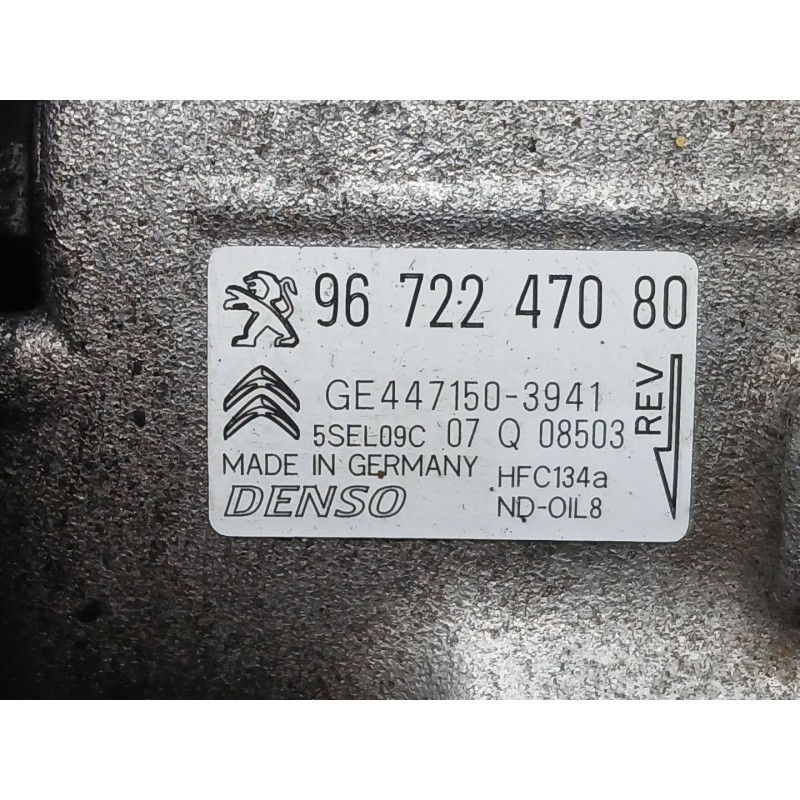 96 722 470 80
GE447150-3941
5SEL09C 07 Q 08503
REV
MADE IN GERMANY HFC134a
DENSO ND-OIL8